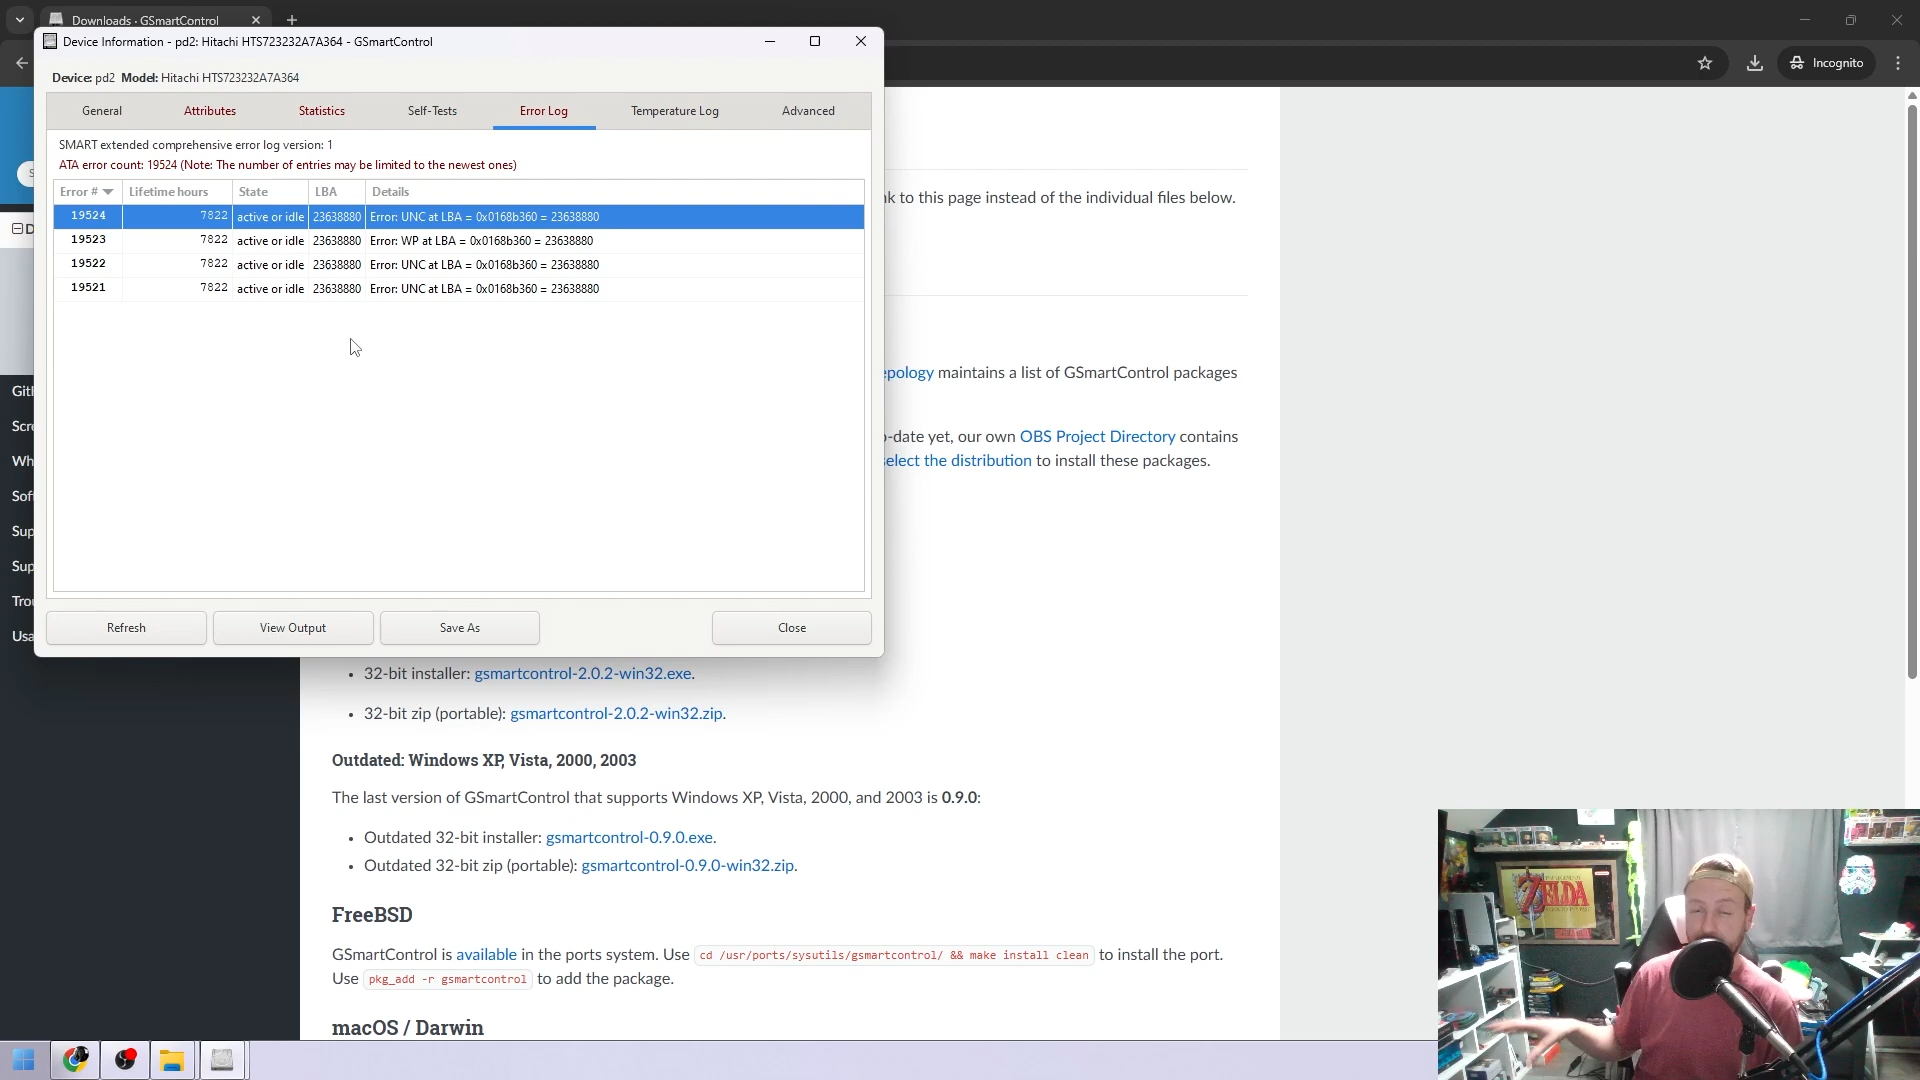 Downloads · GSmartControl
Incognito
Device Information - pd2: Hitachi HTS723232A7A364 - GSmartControl
Device: pd2 Model: Hitachi HTS723232A7A364
General Attributes Statistics Self-Tests Error Log Temperature Log Advanced
SMART extended comprehensive error log version: 1
ATA error count: 19524 (Note: The number of entries may be limited to the newest ones)
Error # Lifetime hours State LBA Details
19524 7822 active or idle 23638880 Error: UNC at LBA = 0x0168b360 = 23638880
19523 7822 active or idle 23638880 Error: WP at LBA = 0x0168b360 = 23638880
19522 7822 active or idle 23638880 Error: UNC at LBA = 0x0168b360 = 23638880
19521 7822 active or idle 23638880 Error: UNC at LBA = 0x0168b360 = 23638880
Refresh View Output Save As Close
S
D
Gitl
Scre
Wh
Sof
Sup
Sup
Trou
Usa
nk to this page instead of the individual files below.
epology maintains a list of GSmartControl packages
o-date yet, our own OBS Project Directory contains
select the distribution to install these packages.
• 32-bit installer: gsmartcontrol-2.0.2-win32.exe.
• 32-bit zip (portable): gsmartcontrol-2.0.2-win32.zip.
Outdated: Windows XP, Vista, 2000, 2003
The last version of GSmartControl that supports Windows XP, Vista, 2000, and 2003 is 0.9.0:
• Outdated 32-bit installer: gsmartcontrol-0.9.0.exe.
• Outdated 32-bit zip (portable): gsmartcontrol-0.9.0-win32.zip.
FreeBSD
GSmartControl is available in the ports system. Use cd /usr/ports/sysutils/gsmartcontrol/ && make install clean to install the port.
Use pkg_add -r gsmartcontrol to add the package.
macOS / Darwin
ZELDA